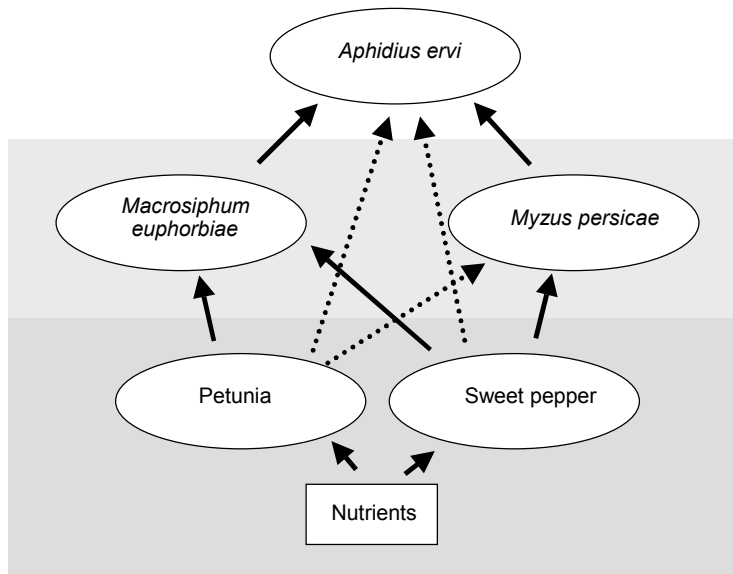 Aphidius ervi
Macrosiphum
euphorbiae
Myzus persicae
Petunia
Sweet pepper
Nutrients